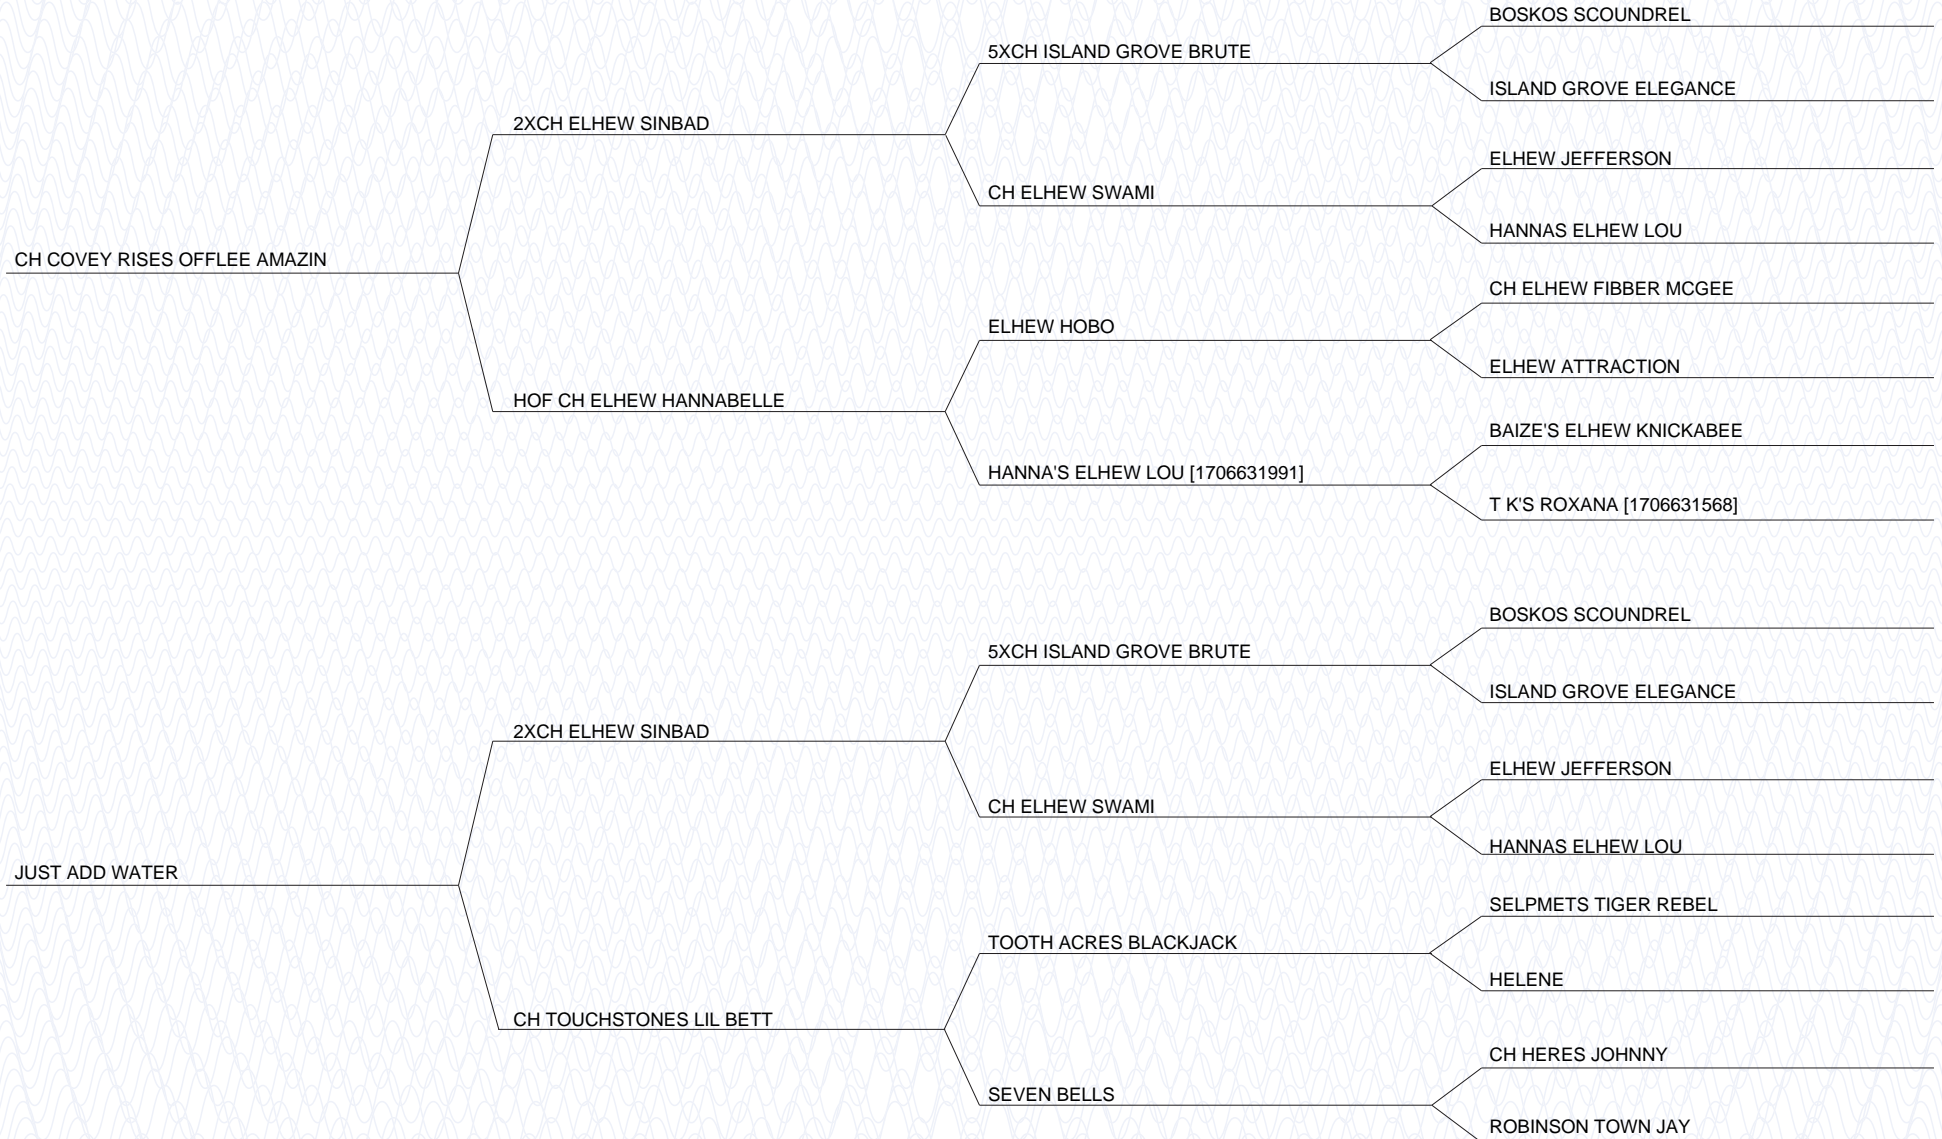 BOSKOS SCOUNDREL
5XCH ISLAND GROVE BRUTE
ISLAND GROVE ELEGANCE
2XCH ELHEW SINBAD
ELHEW JEFFERSON
CH ELHEW SWAMI
HANNAS ELHEW LOU
CH COVEY RISES OFFLEE AMAZIN
CH ELHEW FIBBER MCGEE
ELHEW HOBO
ELHEW ATTRACTION
HOF CH ELHEW HANNABELLE
BAIZE'S ELHEW KNICKABEE
HANNA'S ELHEW LOU [1706631991]
T K'S ROXANA [1706631568]
BOSKOS SCOUNDREL
5XCH ISLAND GROVE BRUTE
ISLAND GROVE ELEGANCE
2XCH ELHEW SINBAD
ELHEW JEFFERSON
CH ELHEW SWAMI
HANNAS ELHEW LOU
JUST ADD WATER
SELPMETS TIGER REBEL
TOOTH ACRES BLACKJACK
HELENE
CH TOUCHSTONES LIL BETT
CH HERES JOHNNY
SEVEN BELLS
ROBINSON TOWN JAY